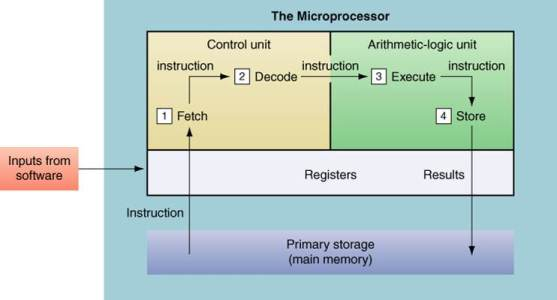 The Microprocessor
Control unit
Arithmetic-logic unit
instruction
instruction
instruction
2 Decode
3 Execute
1 Fetch
4 Store
Inputs from
software
Registers
Results
Instruction
Primary storage
(main memory)